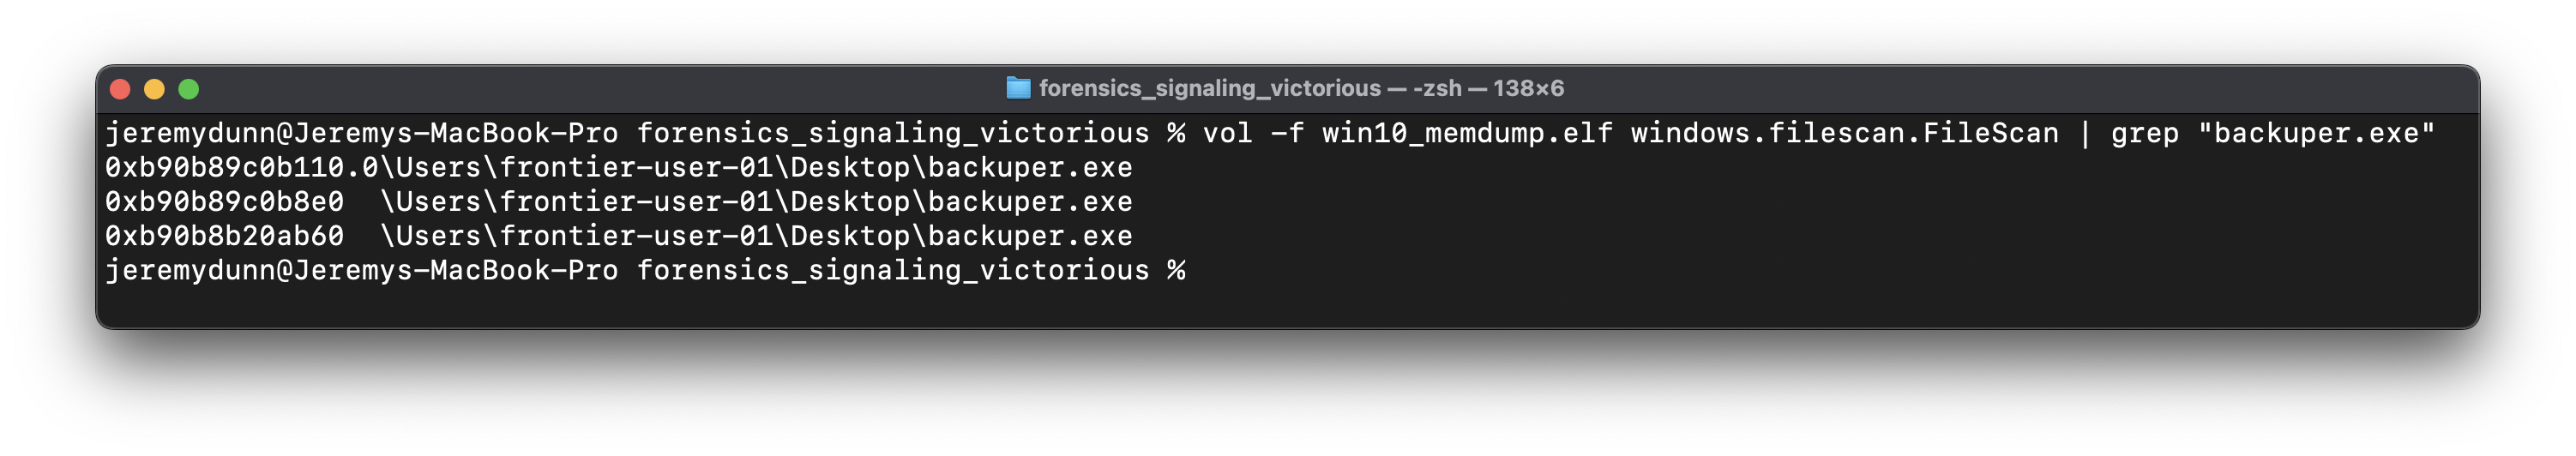 forensics_signaling_victorious — -zsh — 138×6
jeremydunn@Jeremys-MacBook-Pro forensics_signaling_victorious % vol -f win10_memdump.elf windows.filescan.FileScan | grep "backuper.exe"
0xb90b89c0b110.0\Users\frontier-user-01\Desktop\backuper.exe
0xb90b89c0b8e0  \Users\frontier-user-01\Desktop\backuper.exe
0xb90b8b20ab60  \Users\frontier-user-01\Desktop\backuper.exe
jeremydunn@Jeremys-MacBook-Pro forensics_signaling_victorious %